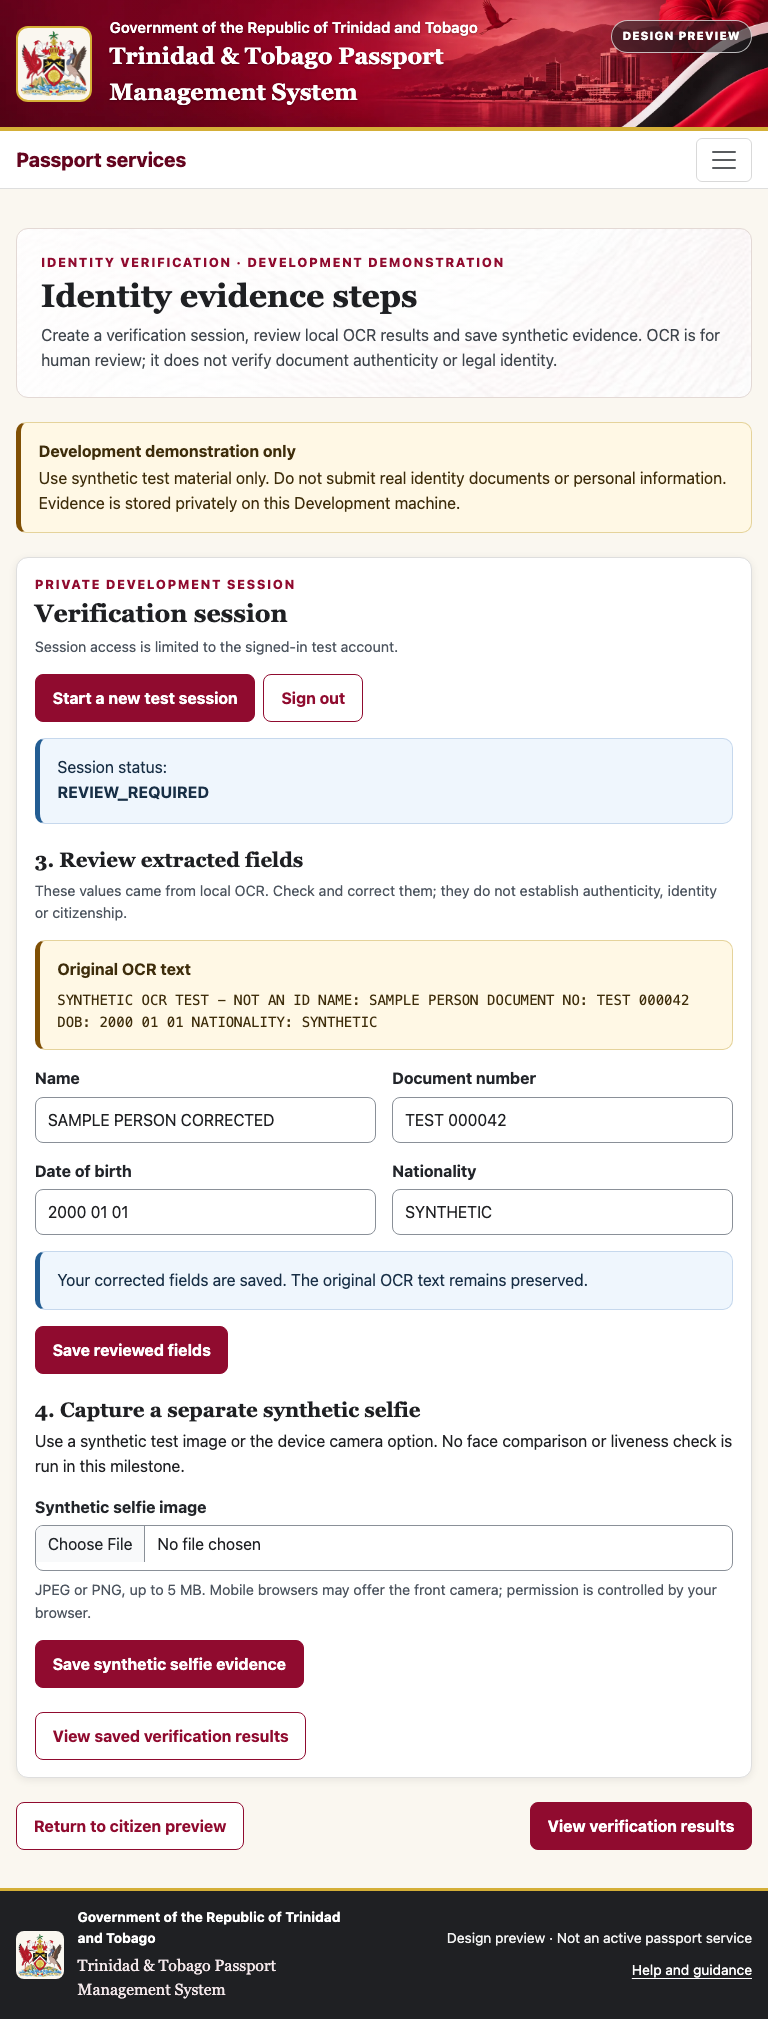 Government of the Republic of Trinidad and Tobago
Trinidad & Tobago Passport
Management System
DESIGN PREVIEW
Passport services
IDENTITY VERIFICATION · DEVELOPMENT DEMONSTRATION
Identity evidence steps
Create a verification session, review local OCR results and save synthetic evidence. OCR is for
human review; it does not verify document authenticity or legal identity.
Development demonstration only
Use synthetic test material only. Do not submit real identity documents or personal information.
Evidence is stored privately on this Development machine.
PRIVATE DEVELOPMENT SESSION
Verification session
Session access is limited to the signed-in test account.
Start a new test session
Sign out
Session status:
REVIEW_REQUIRED
3. Review extracted fields
These values came from local OCR. Check and correct them; they do not establish authenticity, identity
or citizenship.
Original OCR text
SYNTHETIC OCR TEST — NOT AN ID NAME: SAMPLE PERSON DOCUMENT NO: TEST 000042
DOB: 2000 01 01 NATIONALITY: SYNTHETIC
Name
Document number
SAMPLE PERSON CORRECTED
TEST 000042
Date of birth
Nationality
2000 01 01
SYNTHETIC
Your corrected fields are saved. The original OCR text remains preserved.
Save reviewed fields
4. Capture a separate synthetic selfie
Use a synthetic test image or the device camera option. No face comparison or liveness check is
run in this milestone.
Synthetic selfie image
Choose File
No file chosen
JPEG or PNG, up to 5 MB. Mobile browsers may offer the front camera; permission is controlled by your
browser.
Save synthetic selfie evidence
View saved verification results
Return to citizen preview
View verification results
Government of the Republic of Trinidad
and Tobago
Trinidad & Tobago Passport
Management System
Design preview · Not an active passport service
Help and guidance